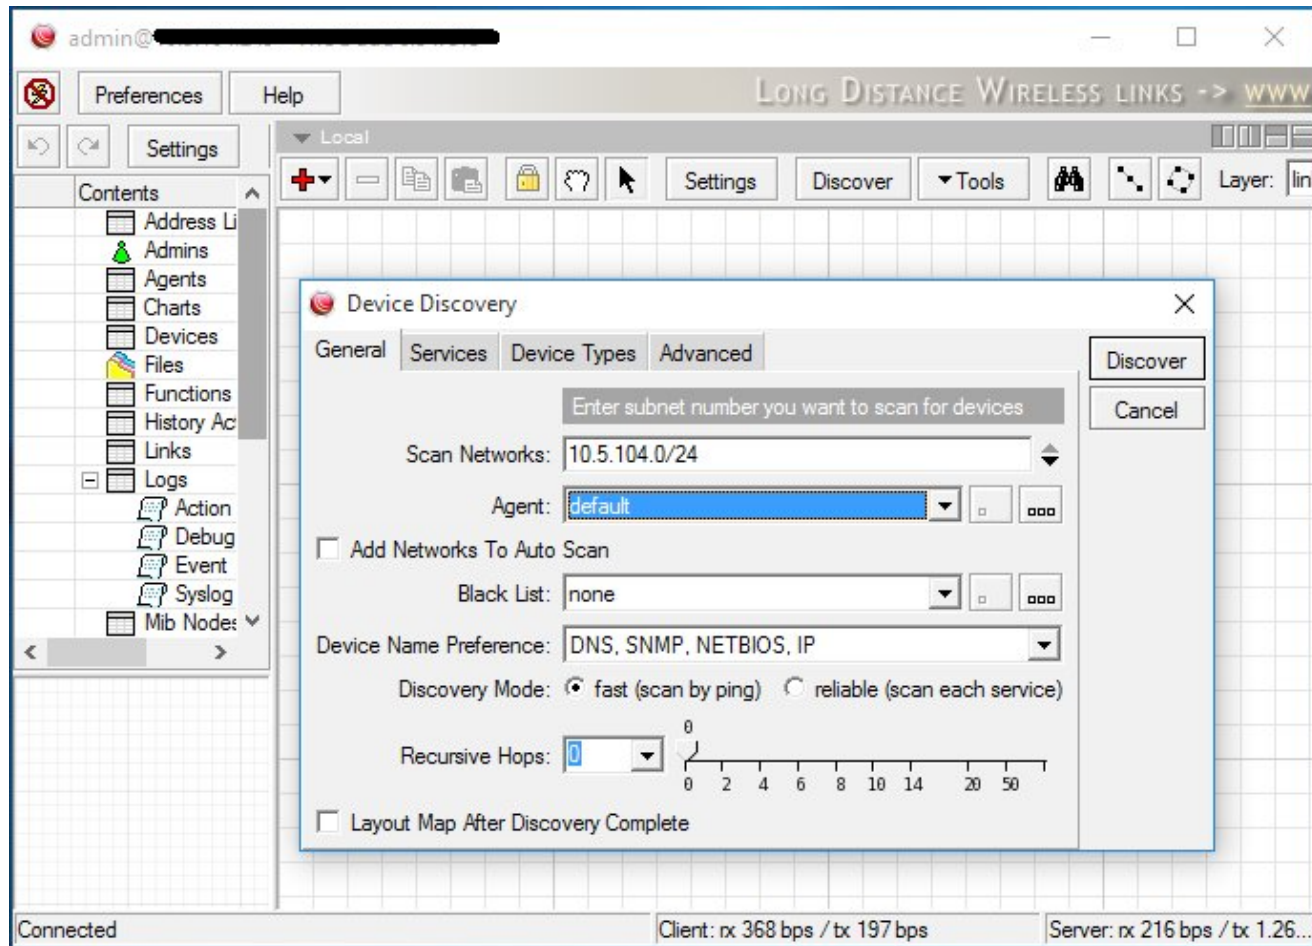 admin@
Preferences Help LONG DISTANCE WIRELESS LINKS -> WWW
Settings
Local
Settings Discover Tools Layer: lin
Contents
Address Li
Admins
Agents
Charts
Devices
Files
Functions
History Ac
Links
Logs
Action
Debug
Event
Syslog
Mib Nodes
Device Discovery
General Services Device Types Advanced
Discover
Cancel
Enter subnet number you want to scan for devices
Scan Networks: 10.5.104.0/24
Agent: default
Add Networks To Auto Scan
Black List: none
Device Name Preference: DNS, SNMP, NETBIOS, IP
Discovery Mode: fast (scan by ping) reliable (scan each service)
0
Recursive Hops: 0
0 2 4 6 8 10 14 20 50
Layout Map After Discovery Complete
Connected Client: rx 368 bps / tx 197 bps Server: rx 216 bps / tx 1.26...